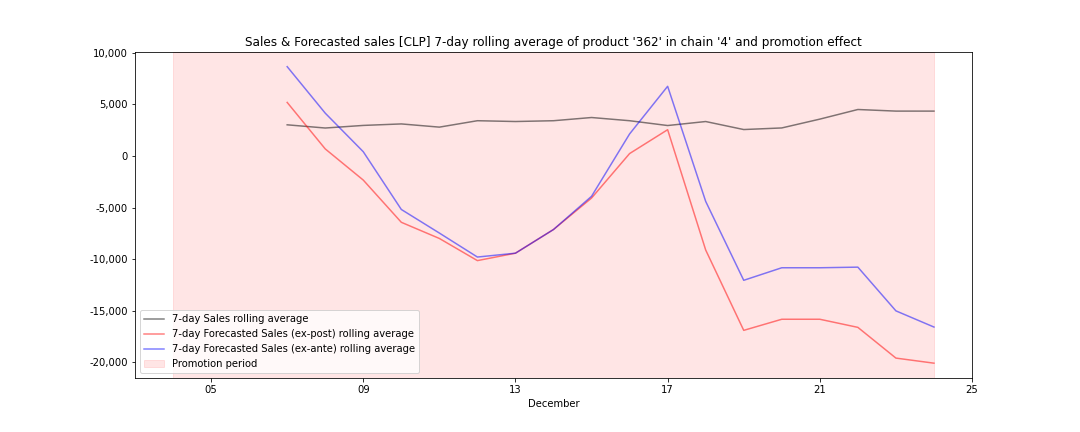 Sales & Forecasted sales [CLP] 7-day rolling average of product '362' in chain '4' and promotion effect
10,000
5,000
0
-5,000
-10,000
-15,000
-20,000
7-day Sales rolling average
7-day Forecasted Sales (ex-post) rolling average
7-day Forecasted Sales (ex-ante) rolling average
Promotion period
05 09 13 17 21 25
December